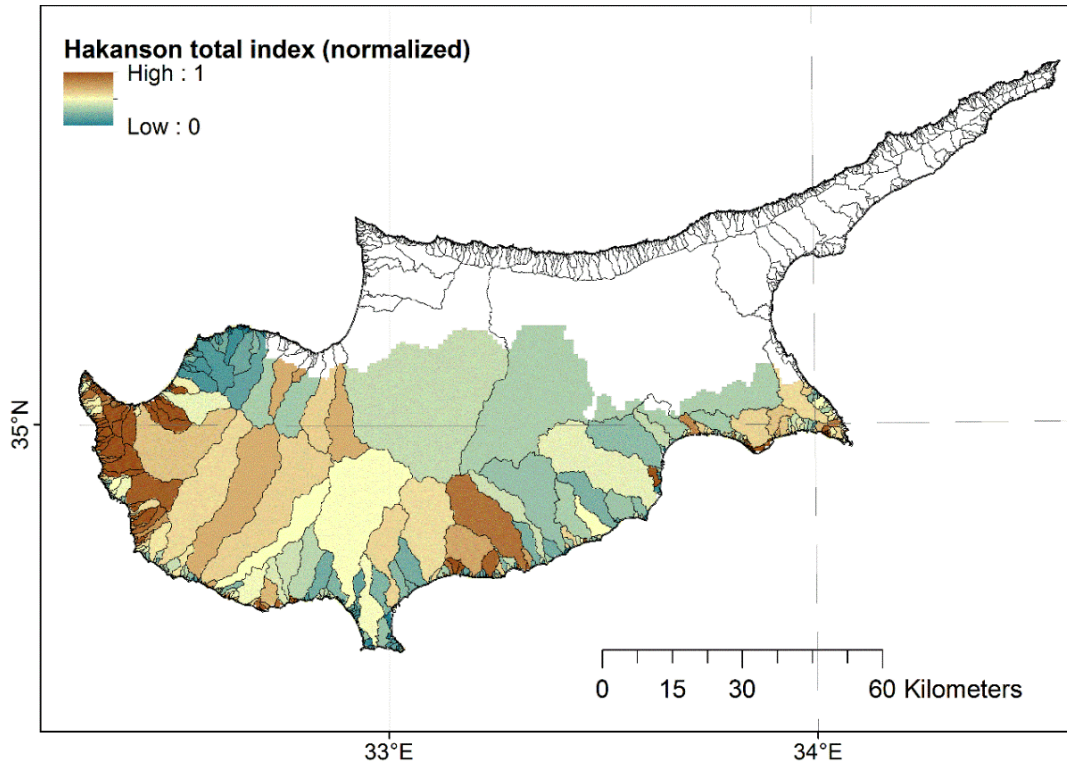 Hakanson total index (normalized)
High : 1
Low : 0
35°N
0 15 30 60 Kilometers
33°E 34°E